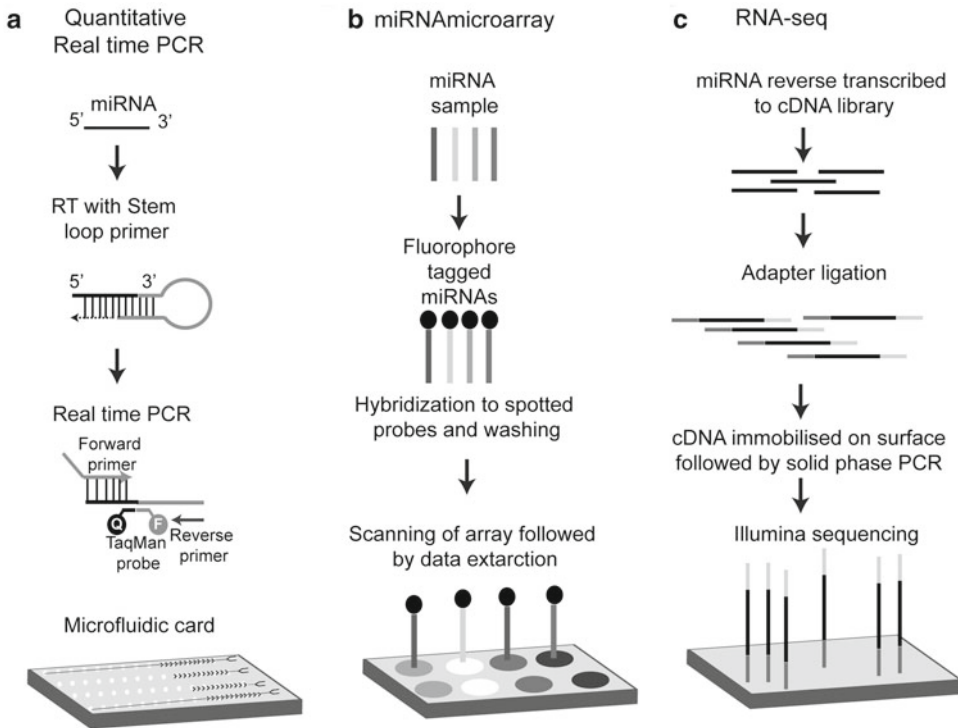 a
Quantitative
Real time PCR
miRNA
5’ 3’
RT with Stem
loop primer
5’ 3’
Real time PCR
Forward
primer
Q F
TaqMan
probe
Reverse
primer
Microfluidic card
b
miRNAmicroarray
miRNA
sample
Fluorophore
tagged
miRNAs
Hybridization to spotted
probes and washing
Scanning of array followed
by data extarction
c
RNA-seq
miRNA reverse transcribed
to cDNA library
Adapter ligation
cDNA immobilised on surface
followed by solid phase PCR
Illumina sequencing